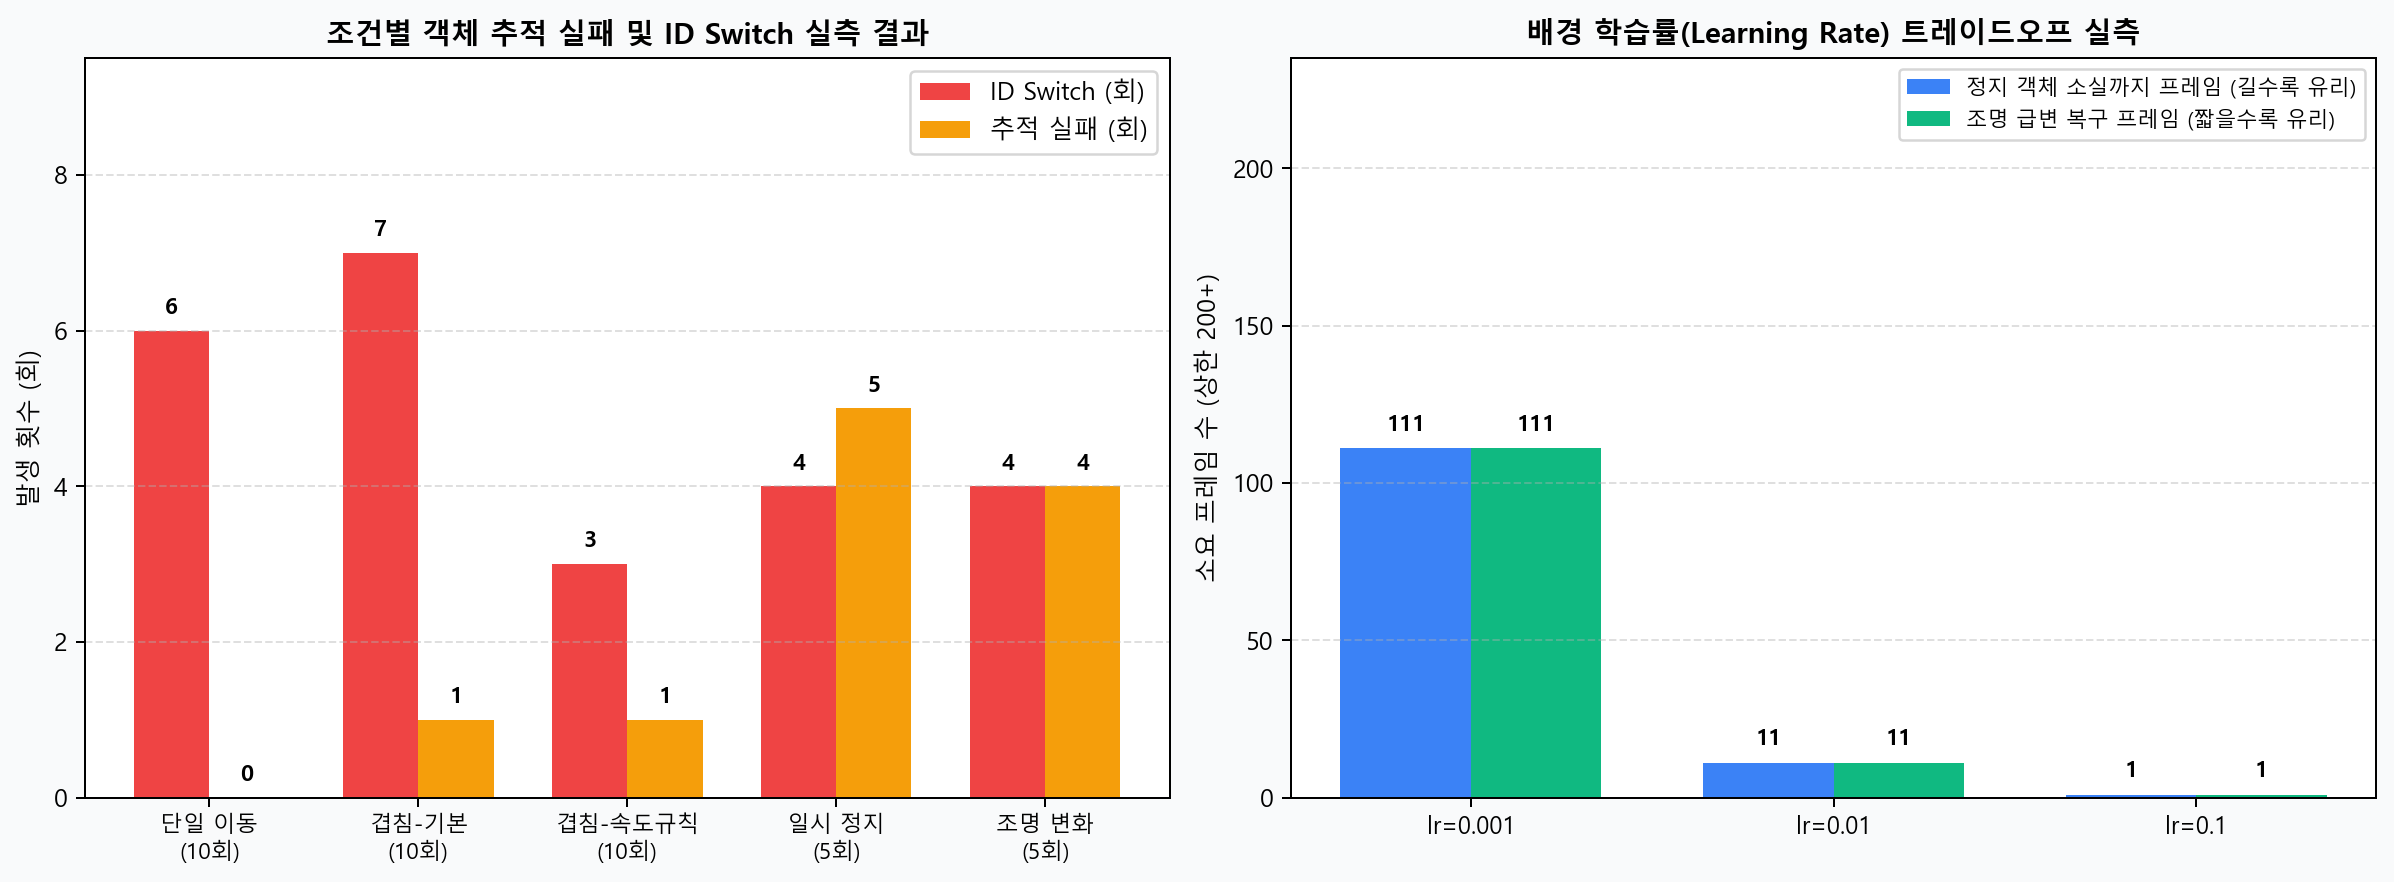 조건별 객체 추적 실패 및 ID Switch 실측 결과
ID Switch (회)
추적 실패 (회)
발생 횟수 (회)
8
6
4
2
0
6
0
7
1
3
1
4
5
4
4
단일 이동
(10회)
겹침-기본
(10회)
겹침-속도규칙
(10회)
일시 정지
(5회)
조명 변화
(5회)
배경 학습률(Learning Rate) 트레이드오프 실측
정지 객체 소실까지 프레임 (길수록 유리)
조명 급변 복구 프레임 (짧을수록 유리)
소요 프레임 수 (상한 200+)
200
150
100
50
0
111
111
11
11
1
1
lr=0.001
lr=0.01
lr=0.1